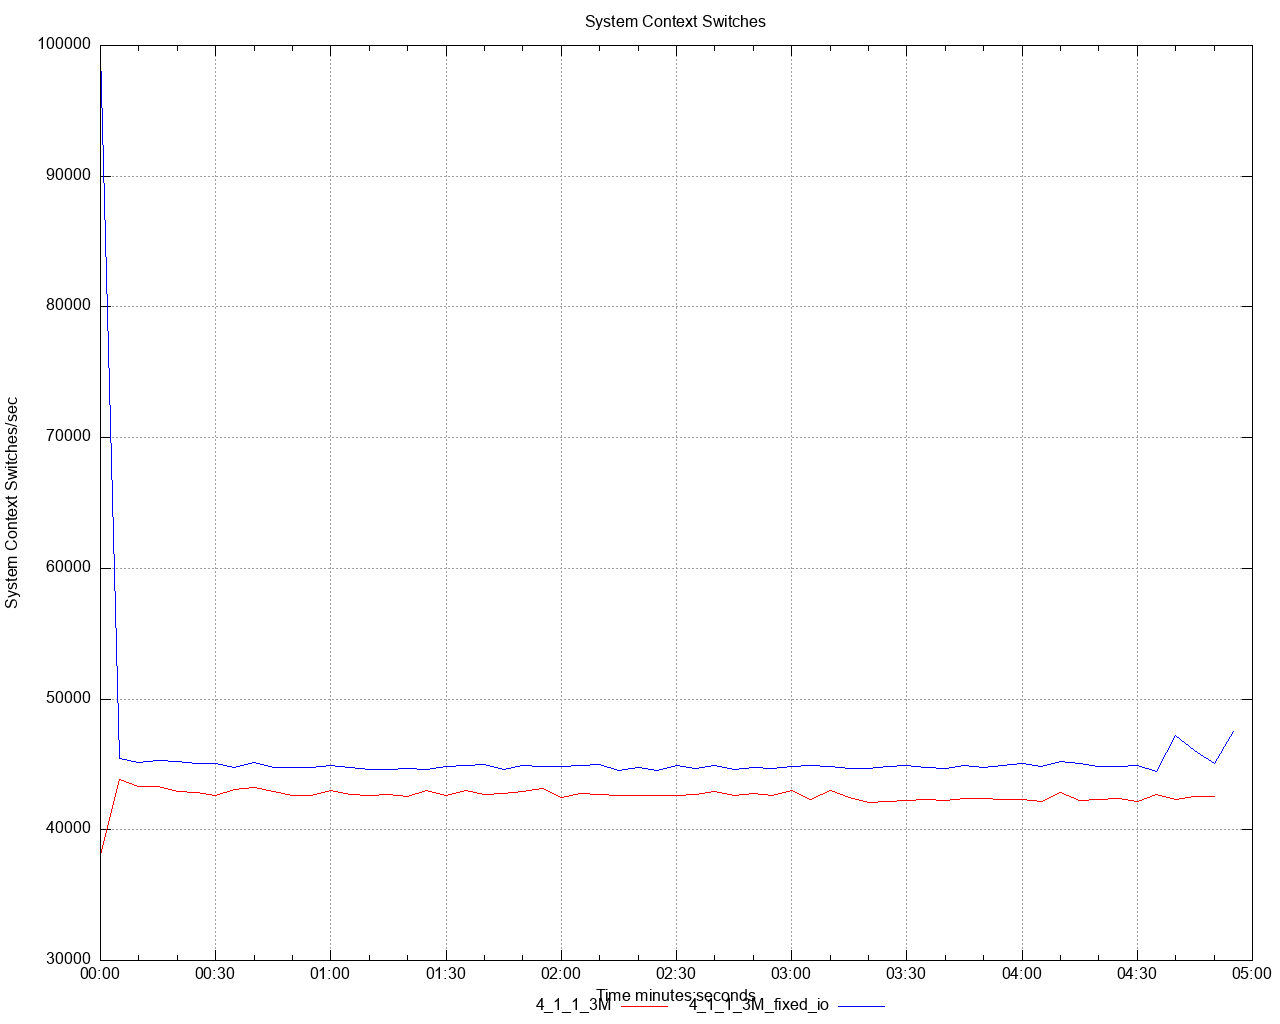 System Context Switches
100000
90000
80000
70000
60000
50000
40000
30000
System Context Switches/sec
00:00 00:30 01:00 01:30 02:00 02:30 03:00 03:30 04:00 04:30 05:00
Time minutes:seconds
4_1_1_3M 4_1_1_3M_fixed_io